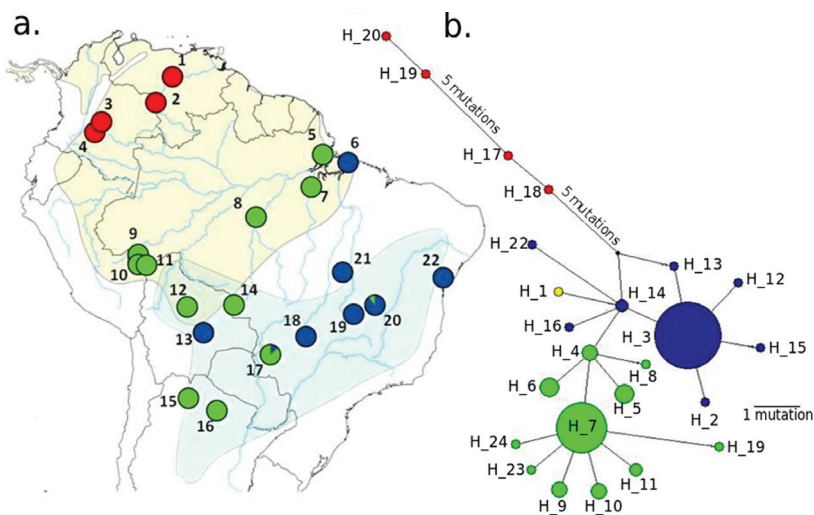 a.
b.
1
2
3
4
5
6
7
8
9
10
11
12
13
14
15
16
17
18
19
20
21
22
H_20
H_19
5 mutations
H_17
H_18
5 mutations
H_22
H_13
H_1
H_14
H_12
H_16
H_3
H_15
H_4
H_8
H_2
H_6
H_5
1 mutation
H_7
H_24
H_19
H_23
H_11
H_9
H_10